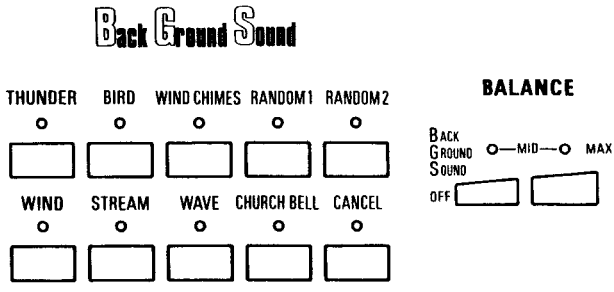 Back Ground Sound
THUNDER BIRD WIND CHIMES RANDOM1 RANDOM2
WIND STREAM WAVE CHURCH BELL CANCEL
BALANCE
BACK
GROUND
SOUND
MID MAX
OFF